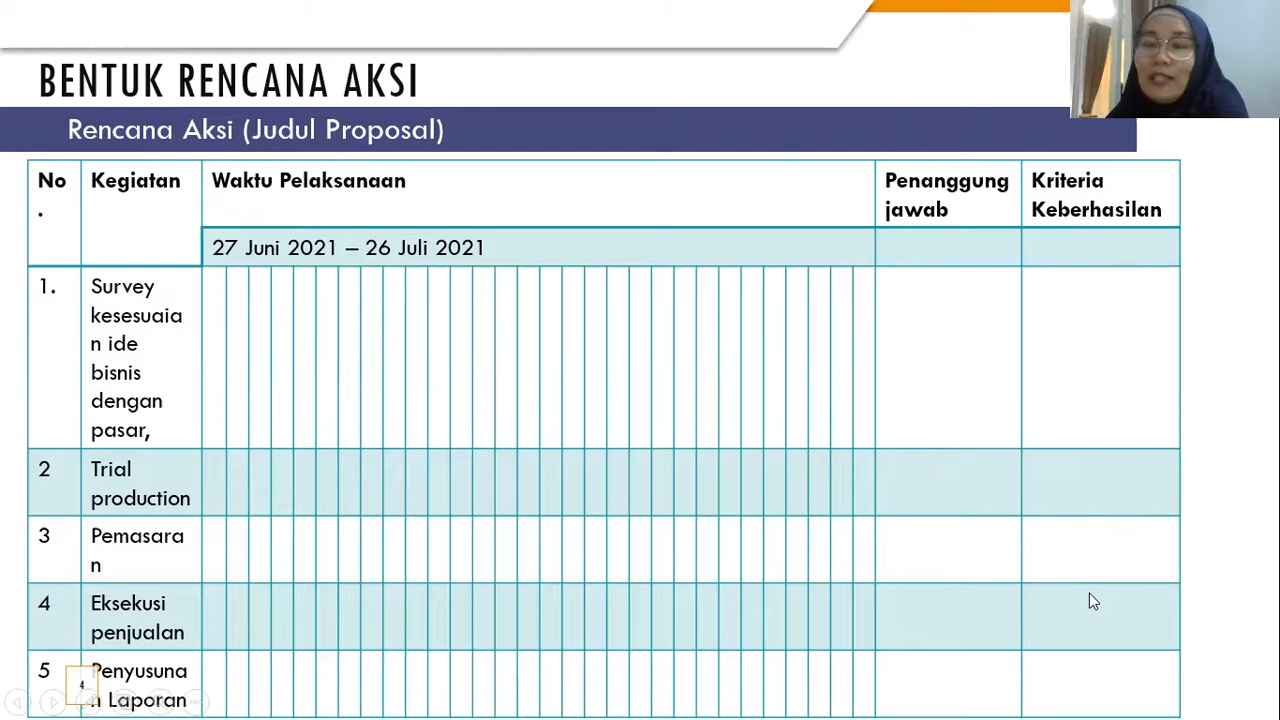 BENTUK RENCANA AKSI
Rencana Aksi (Judul Proposal)
No
.
Kegiatan
Waktu Pelaksanaan
Penanggung
jawab
Kriteria
Keberhasilan
27 Juni 2021 – 26 Juli 2021
1.
Survey
kesesuaia
n ide
bisnis
dengan
pasar,
2
Trial
production
3
Pemasara
n
4
Eksekusi
penjualan
5
Penyusuna
n Laporan
4